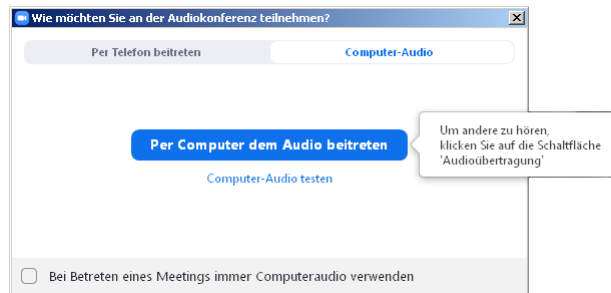 Wie möchten Sie an der Audiokonferenz teilnehmen?
Per Telefon beitreten
Computer-Audio
Per Computer dem Audio beitreten
Um andere zu hören,
klicken Sie auf die Schaltfläche
'Audioübertragung'
Computer-Audio testen
Bei Betreten eines Meetings immer Computeraudio verwenden